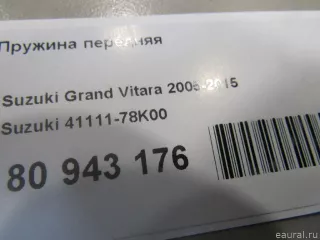 Пружина передняя
Suzuki Grand Vitara 2005-2015
Suzuki 41111-78K00
80 943 176
eaural.ru